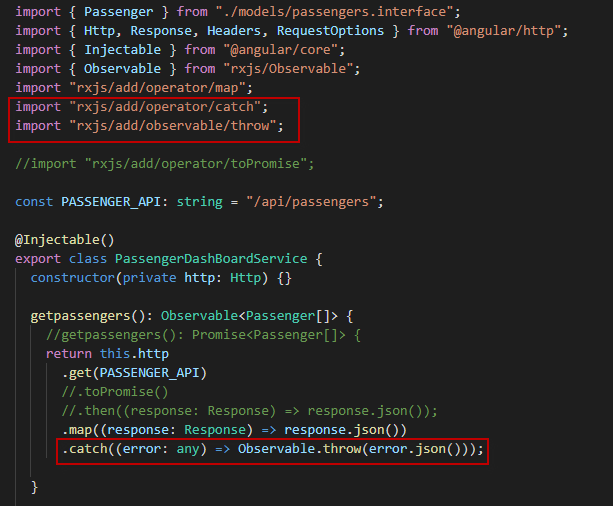 import { Passenger } from "./models/passengers.interface";
import { Http, Response, Headers, RequestOptions } from "@angular/http";
import { Injectable } from "@angular/core";
import { Observable } from "rxjs/Observable";
import "rxjs/add/operator/map";
import "rxjs/add/operator/catch";
import "rxjs/add/observable/throw";
//import "rxjs/add/operator/toPromise";
const PASSENGER_API: string = "/api/passengers";
@Injectable()
export class PassengerDashBoardService {
constructor(private http: Http) {}
getpassengers(): Observable<Passenger[]> {
//getpassengers(): Promise<Passenger[]> {
return this.http
.get(PASSENGER_API)
//.toPromise()
//.then((response: Response) => response.json());
.map((response: Response) => response.json())
.catch((error: any) => Observable.throw(error.json()));
}